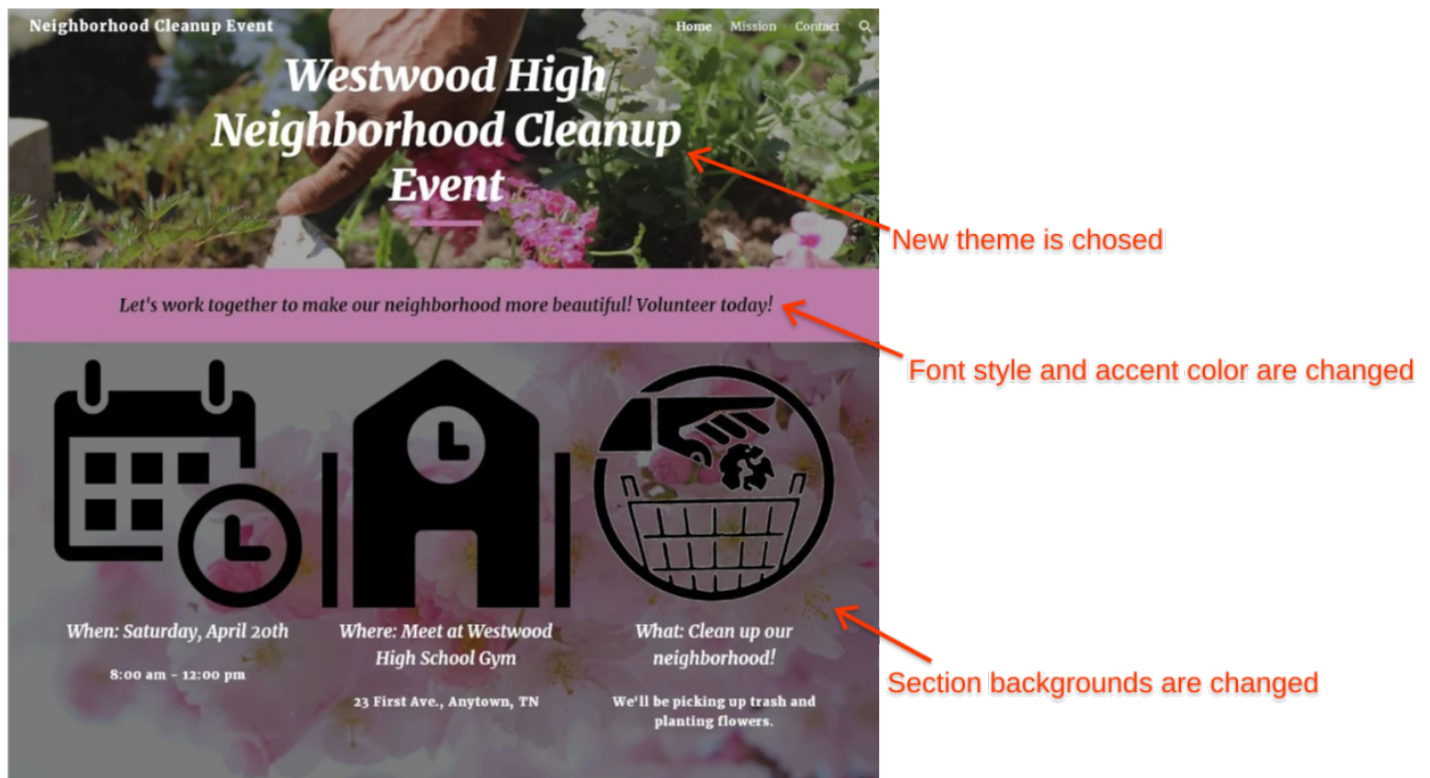 Neighborhood Cleanup Event
Home Mission Contact
Westwood High
Neighborhood Cleanup
Event
New theme is chosed
Let's work together to make our neighborhood more beautiful! Volunteer today!
Font style and accent color are changed
When: Saturday, April 20th
8:00 am - 12:00 pm
Where: Meet at Westwood
High School Gym
23 First Ave., Anytown, TN
What: Clean up our
neighborhood!
We'll be picking up trash and
planting flowers.
Section backgrounds are changed